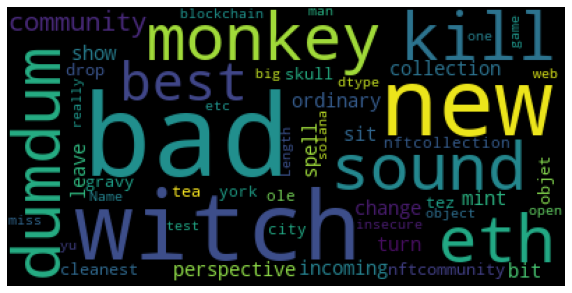 community blockchain man one game
show monkey kill
drop best big skull dtype collection web
really etc ordinary solana
dumdum bad new
leave spell sit nftcollection
gravy Length sound objet
Name tea york ole change tez mint
miss witch test city insecure object open
yu turn eth
cleanest perspective incoming nftcommunity bit